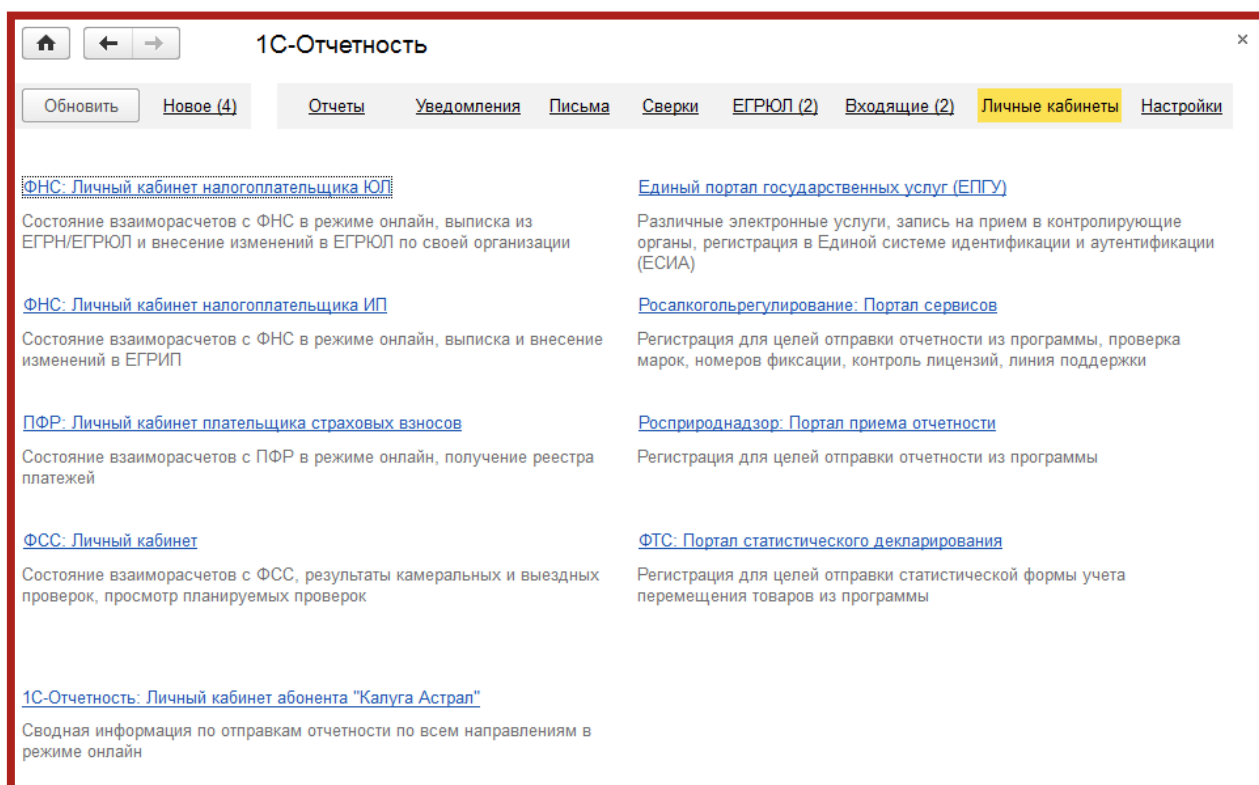 1С-Отчетность
Обновить Новое (4) Отчеты Уведомления Письма Сверки ЕГРЮЛ (2) Входящие (2) Личные кабинеты Настройки
ФНС: Личный кабинет налогоплательщика ЮЛ
Состояние взаиморасчетов с ФНС в режиме онлайн, выписка из
ЕГРН/ЕГРЮЛ и внесение изменений в ЕГРЮЛ по своей организации
ФНС: Личный кабинет налогоплательщика ИП
Состояние взаиморасчетов с ФНС в режиме онлайн, выписка и внесение
изменений в ЕГРИП
ПФР: Личный кабинет плательщика страховых взносов
Состояние взаиморасчетов с ПФР в режиме онлайн, получение реестра
платежей
ФСС: Личный кабинет
Состояние взаиморасчетов с ФСС, результаты камеральных и выездных
проверок, просмотр планируемых проверок
1С-Отчетность: Личный кабинет абонента "Калуга Астрал"
Сводная информация по отправкам отчетности по всем направлениям в
режиме онлайн
Единый портал государственных услуг (ЕПГУ)
Различные электронные услуги, запись на прием в контролирующие
органы, регистрация в Единой системе идентификации и аутентификации
(ЕСИА)
Росалкогольрегулирование: Портал сервисов
Регистрация для целей отправки отчетности из программы, проверка
марок, номеров фиксации, контроль лицензий, линия поддержки
Росприроднадзор: Портал приема отчетности
Регистрация для целей отправки отчетности из программы
ФТС: Портал статистического декларирования
Регистрация для целей отправки статистической формы учета
перемещения товаров из программы